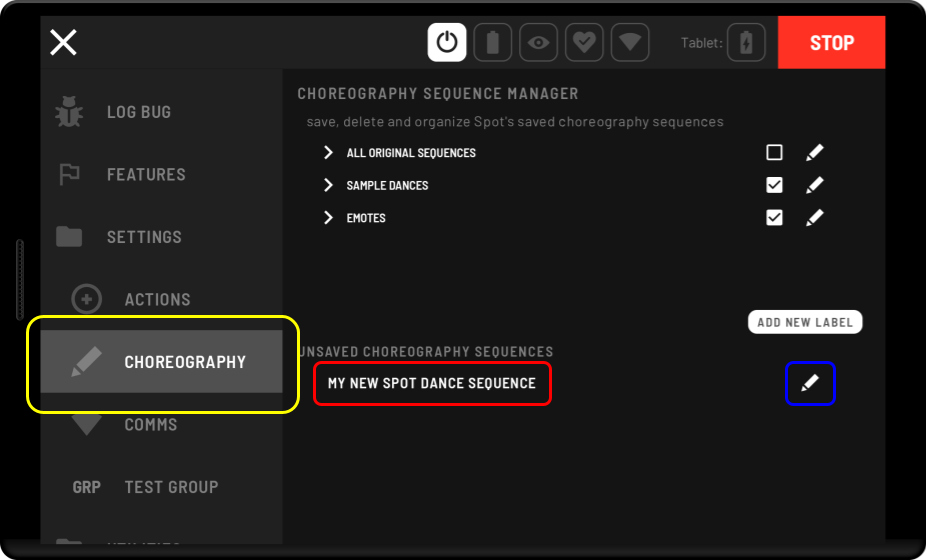 Tablet:
STOP
LOG BUG
FEATURES
SETTINGS
ACTIONS
CHOREOGRAPHY
COMMS
GRP TEST GROUP
CHOREOGRAPHY SEQUENCE MANAGER
save, delete and organize Spot's saved choreography sequences
ALL ORIGINAL SEQUENCES
SAMPLE DANCES
EMOTES
ADD NEW LABEL
UNSAVED CHOREOGRAPHY SEQUENCES
MY NEW SPOT DANCE SEQUENCE